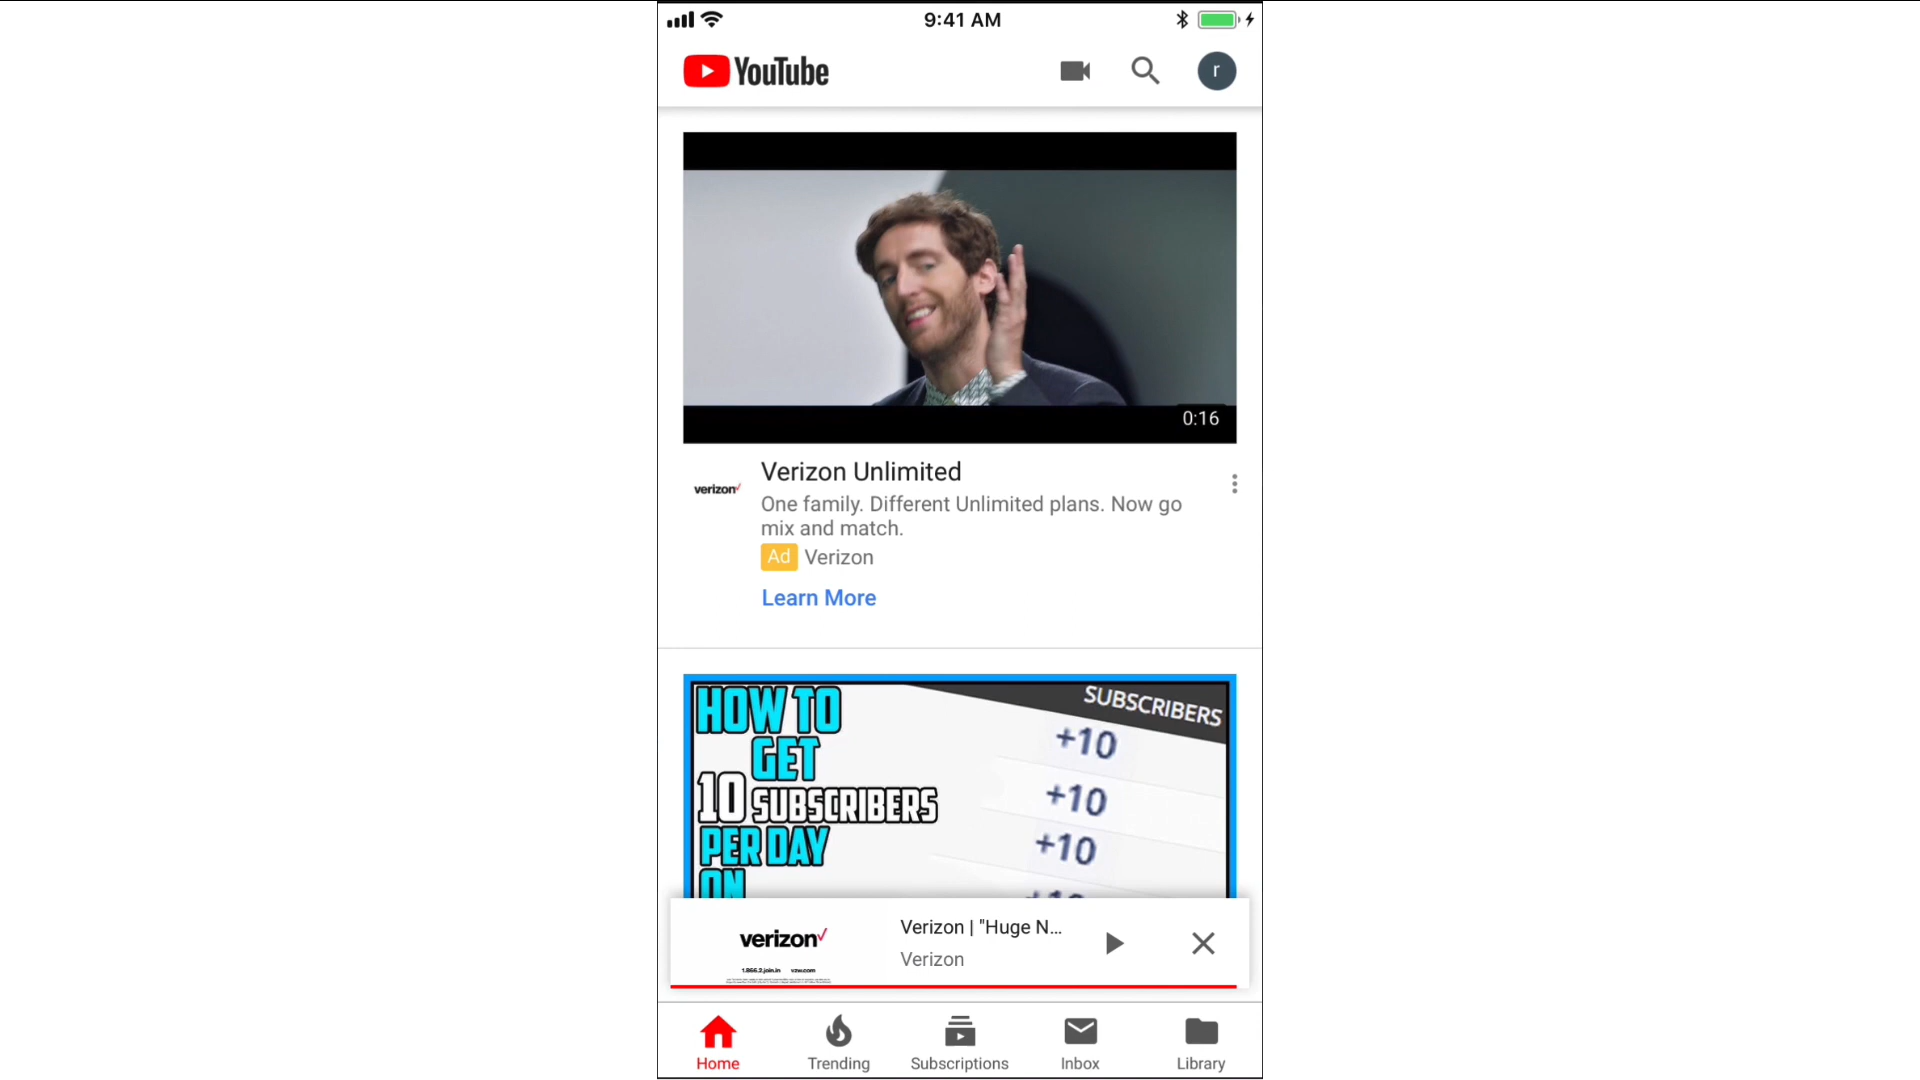 9:41 AM
YouTube
r
0:16
verizon
Verizon Unlimited
One family. Different Unlimited plans. Now go
mix and match.
Ad Verizon
Learn More
HOW TO
GET
10 SUBSCRIBERS
PER DAY
ON
SUBSCRIBERS
+10
+10
+10
+10
verizon
Verizon | "Huge N...
Verizon
Home
Trending
Subscriptions
Inbox
Library